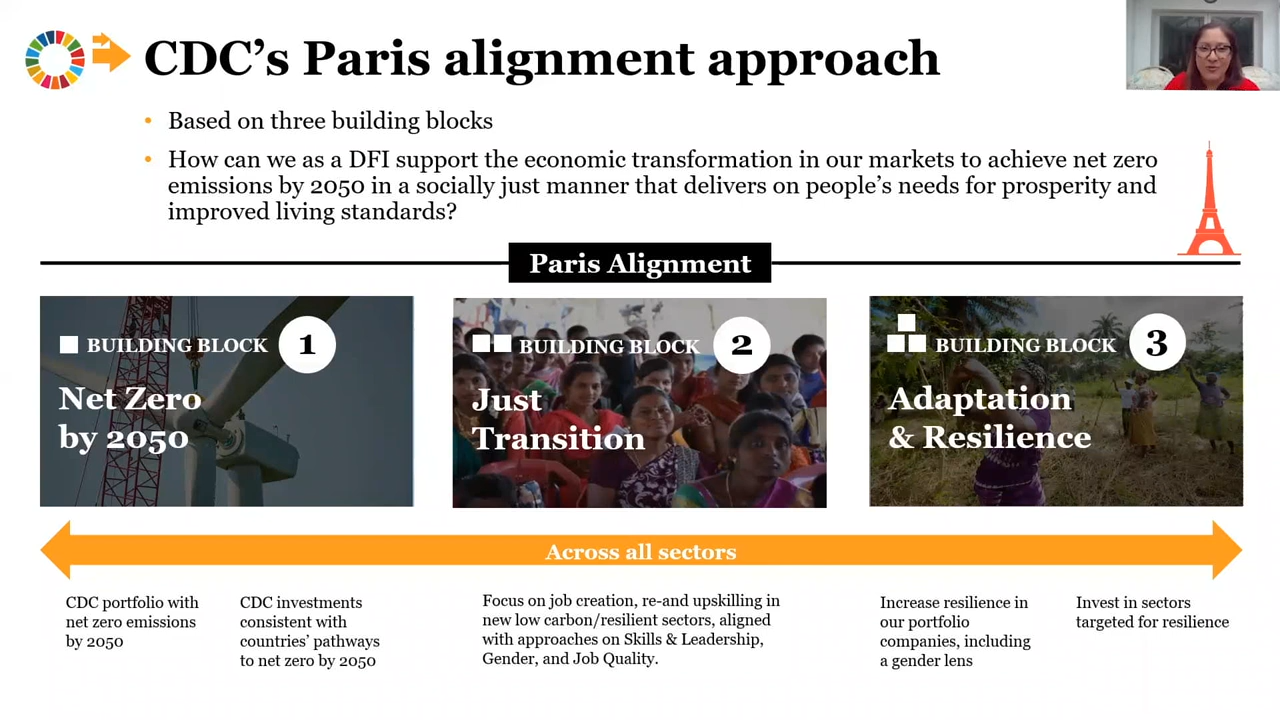 CDC’s Paris alignment approach
• Based on three building blocks
• How can we as a DFI support the economic transformation in our markets to achieve net zero
emissions by 2050 in a socially just manner that delivers on people’s needs for prosperity and
improved living standards?
Paris Alignment
BUILDING BLOCK 1
Net Zero
by 2050
BUILDING BLOCK 2
Just
Transition
BUILDING BLOCK 3
Adaptation
& Resilience
Across all sectors
CDC portfolio with
net zero emissions
by 2050
CDC investments
consistent with
countries’ pathways
to net zero by 2050
Focus on job creation, re-and upskilling in
new low carbon/resilient sectors, aligned
with approaches on Skills & Leadership,
Gender, and Job Quality.
Increase resilience in
our portfolio
companies, including
a gender lens
Invest in sectors
targeted for resilience